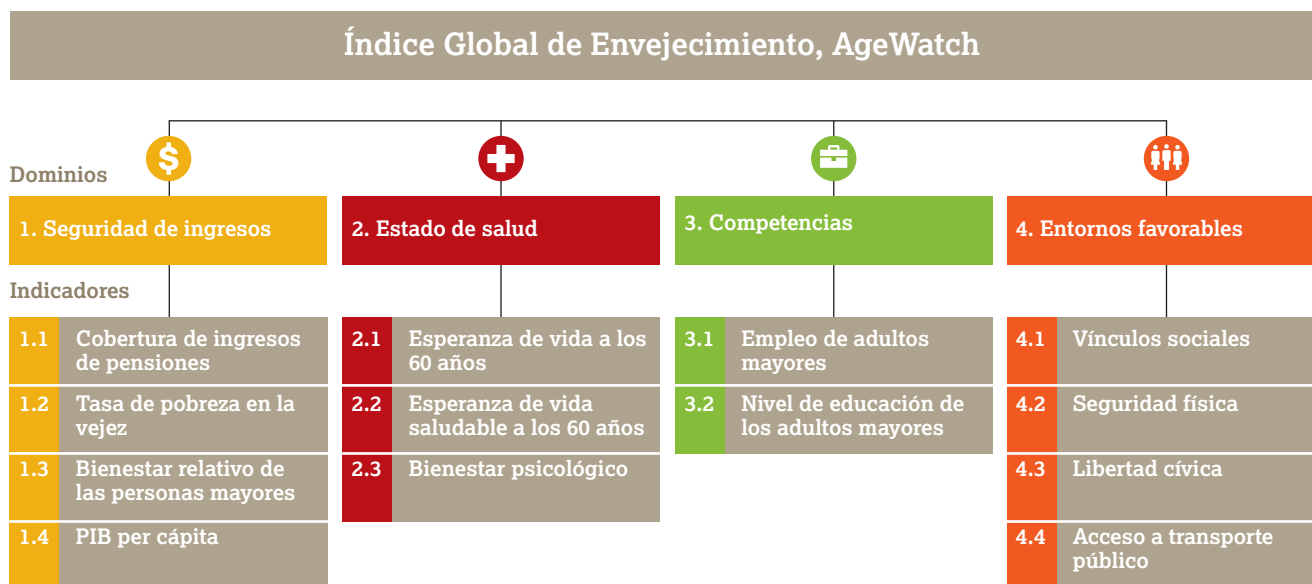 Índice Global de Envejecimiento, AgeWatch
$
Dominios
1. Seguridad de ingresos
2. Estado de salud
3. Competencias
4. Entornos favorables
Indicadores
1.1 Cobertura de ingresos
de pensiones
1.2 Tasa de pobreza en la
vejez
1.3 Bienestar relativo de
las personas mayores
1.4 PIB per cápita
2.1 Esperanza de vida a los
60 años
2.2 Esperanza de vida
saludable a los 60 años
2.3 Bienestar psicológico
3.1 Empleo de adultos
mayores
3.2 Nivel de educación de
los adultos mayores
4.1 Vínculos sociales
4.2 Seguridad física
4.3 Libertad cívica
4.4 Acceso a transporte
público